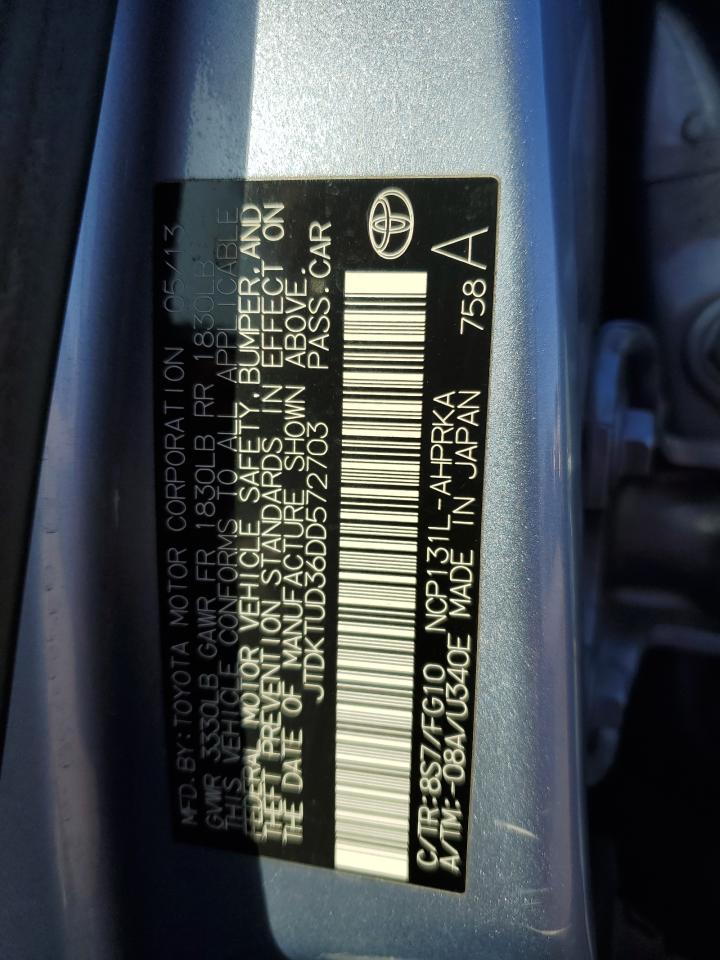 MFD.BY:TOYOTA MOTOR CORPORATION 05/13
GVWR 3330LB GAWR FR 1830LB RR 1830LB
THIS VEHICLE CONFORMS TO ALL APPLICABLE
FEDERAL MOTOR VEHICLE SAFETY,BUMPER,AND
THEFT PREVENTION STANDARDS IN EFFECT ON
THE DATE OF MANUFACTURE SHOWN ABOVE.
JTDKTUD36DD572703 PASS.CAR
C/TR:8S7/FG10 NCP131L-AHPRKA
A/TM:-08A/U340E MADE IN JAPAN
758 A